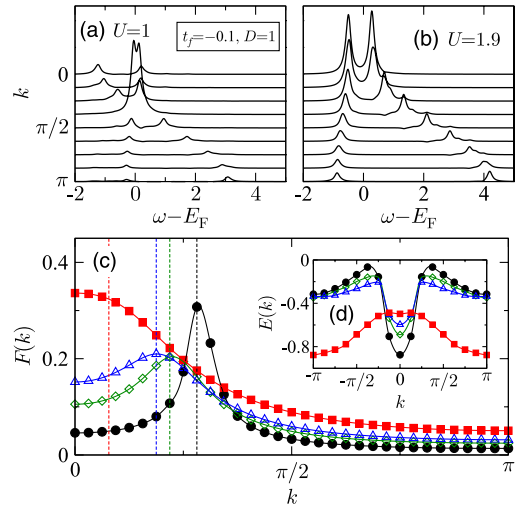 (a) U=1
t_f=−0.1, D=1
(b) U=1.9
0
k
π/2
π
−2 0 2 4
ω−E_F
−2 0 2 4
ω−E_F
(c)
0.4
F(k)
0.2
0
0 π/2 π
k
(d)
0
E(k)
-0.4
-0.8
-π -π/2 0 π/2 π
k